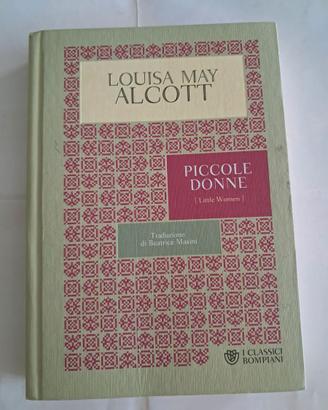 LOUISA MAY
ALCOTT
PICCOLE
DONNE
[ Little Women ]
Traduzione
di Beatrice Masini
I CLASSICI
BOMPIANI